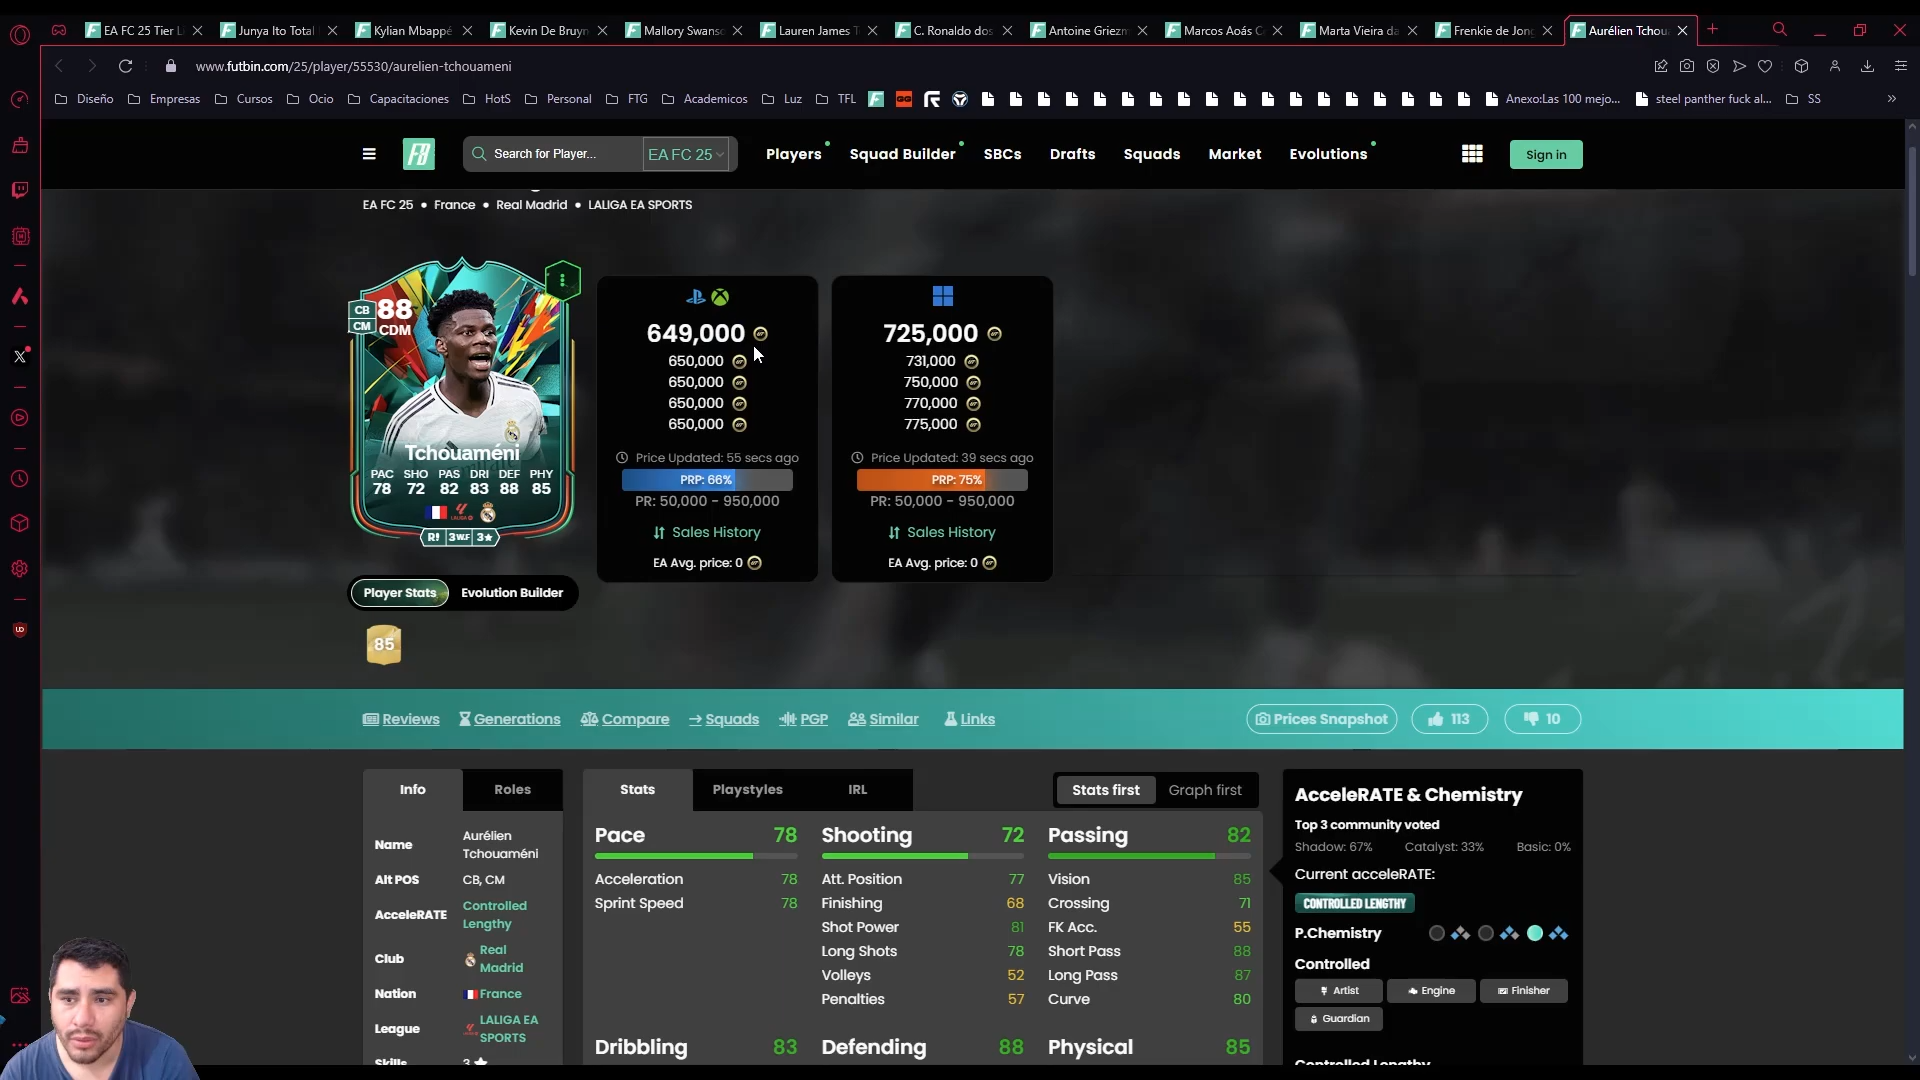 EA FC 25 Tier Li
Junya Ito Total
Kylian Mbappé
Kevin De Bruyn
Mallory Swans
Lauren James T
C. Ronaldo dos
Antoine Griezm
Marcos Aoás C
Marta Vieira da
Frenkie de Jong
Aurélien Tchou
www.futbin.com/25/player/55530/aurelien-tchouameni
Diseño
Empresas
Cursos
Ocio
Capacitaciones
HotS
Personal
FTG
Academicos
Luz
TFL
Anexo:Las 100 mejo...
steel panther fuck al...
SS
FB
Search for Player...
EA FC 25
Players
Squad Builder
SBCs
Drafts
Squads
Market
Evolutions
Sign in
EA FC 25 • France • Real Madrid • LALIGA EA SPORTS
88
CDM
CB
CM
Tchouaméni
PAC SHO PAS DRI DEF PHY
78 72 82 83 88 85
R! 3W.F 3★
649,000
650,000
650,000
650,000
650,000
Price Updated: 55 secs ago
PRP: 66%
PR: 50,000 - 950,000
Sales History
EA Avg. price: 0
725,000
731,000
750,000
770,000
775,000
Price Updated: 39 secs ago
PRP: 75%
PR: 50,000 - 950,000
Sales History
EA Avg. price: 0
Player Stats
Evolution Builder
85
Reviews
Generations
Compare
Squads
PGP
Similar
Links
Prices Snapshot
113
10
Info
Roles
Name Aurélien
Tchouaméni
Alt POS CB, CM
AcceleRATE Controlled
Lengthy
Club Real
Madrid
Nation France
League LALIGA EA
SPORTS
Skills 3 ★
Stats
Playstyles
IRL
Stats first
Graph first
Pace 78
Acceleration 78
Sprint Speed 78
Shooting 72
Att. Position 77
Finishing 68
Shot Power 81
Long Shots 78
Volleys 52
Penalties 57
Passing 82
Vision 85
Crossing 71
FK Acc. 55
Short Pass 88
Long Pass 87
Curve 80
Dribbling 83
Defending 88
Physical 85
AcceleRATE & Chemistry
Top 3 community voted
Shadow: 67% Catalyst: 33% Basic: 0%
Current acceleRATE:
CONTROLLED LENGTHY
P.Chemistry
Controlled
Artist
Engine
Finisher
Guardian
Controlled Lengthy